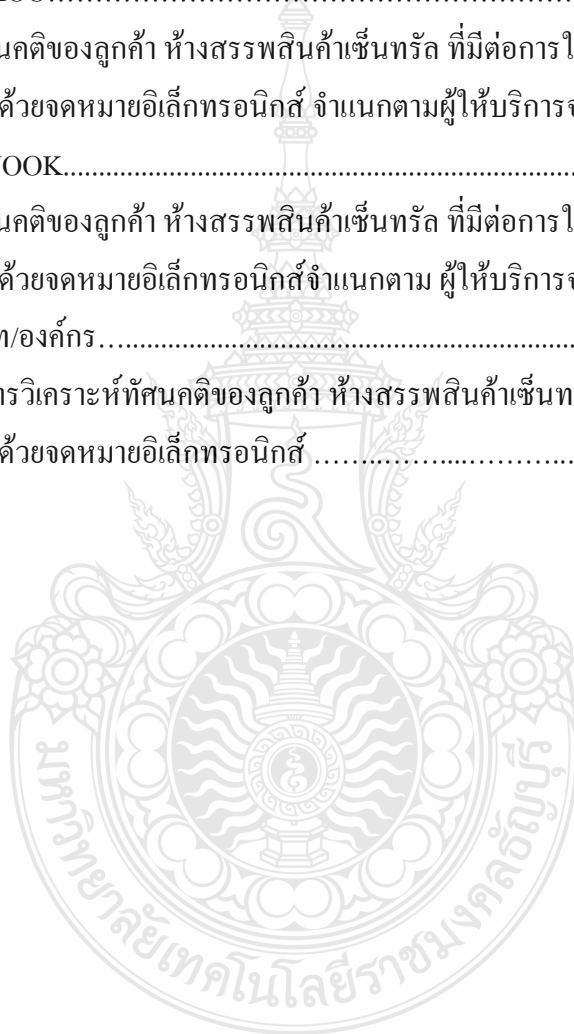 นคติของลูกค้า ห้างสรรพสินค้าเซ็นทรัล ที่มีต่อการใ
ด้วยจดหมายอิเล็กทรอนิกส์ จำแนกตามผู้ให้บริการจ
OOK......................................................................
นคติของลูกค้า ห้างสรรพสินค้าเซ็นทรัล ที่มีต่อการใ
ด้วยจดหมายอิเล็กทรอนิกส์จำแนกตาม ผู้ให้บริการจ
ท/องค์กร….................................................................
ารวิเคราะห์ทัศนคติของลูกค้า ห้างสรรพสินค้าเซ็นท
ด้วยจดหมายอิเล็กทรอนิกส์ ……...……....………...
มหาวิทยาลัยเทคโนโลยีราชมงคลธัญบุรี